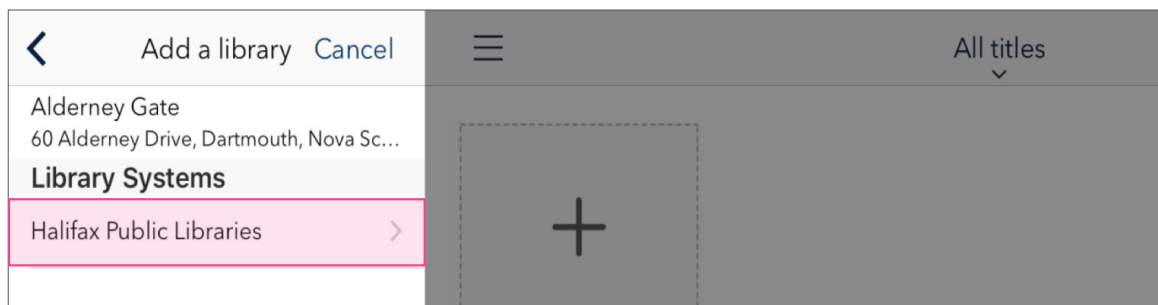 Add a library Cancel
All titles
Alderney Gate
60 Alderney Drive, Dartmouth, Nova Sc...
Library Systems
Halifax Public Libraries